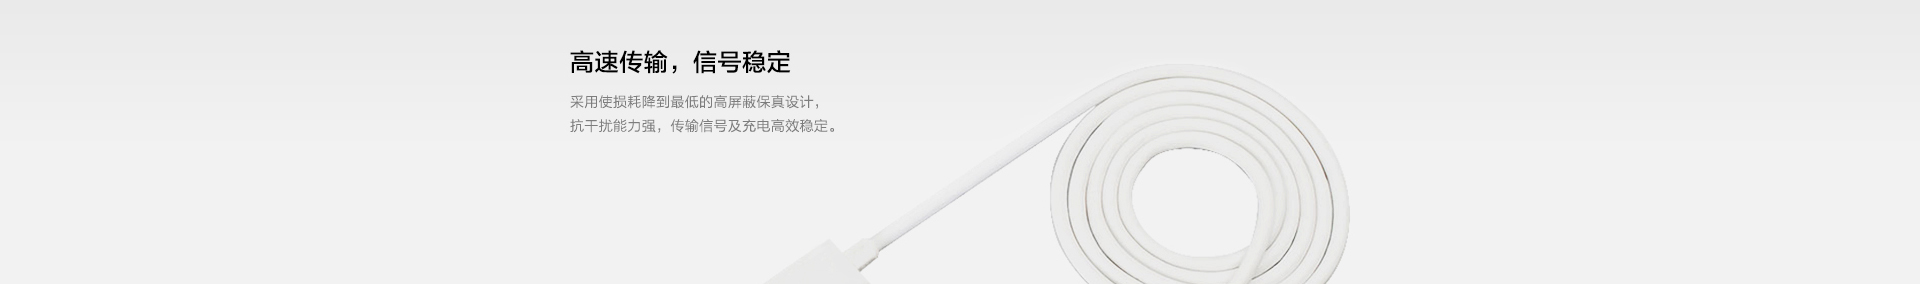 高速传输，信号稳定
采用使损耗降到最低的高屏蔽保真设计，
抗干扰能力强，传输信号及充电高效稳定。